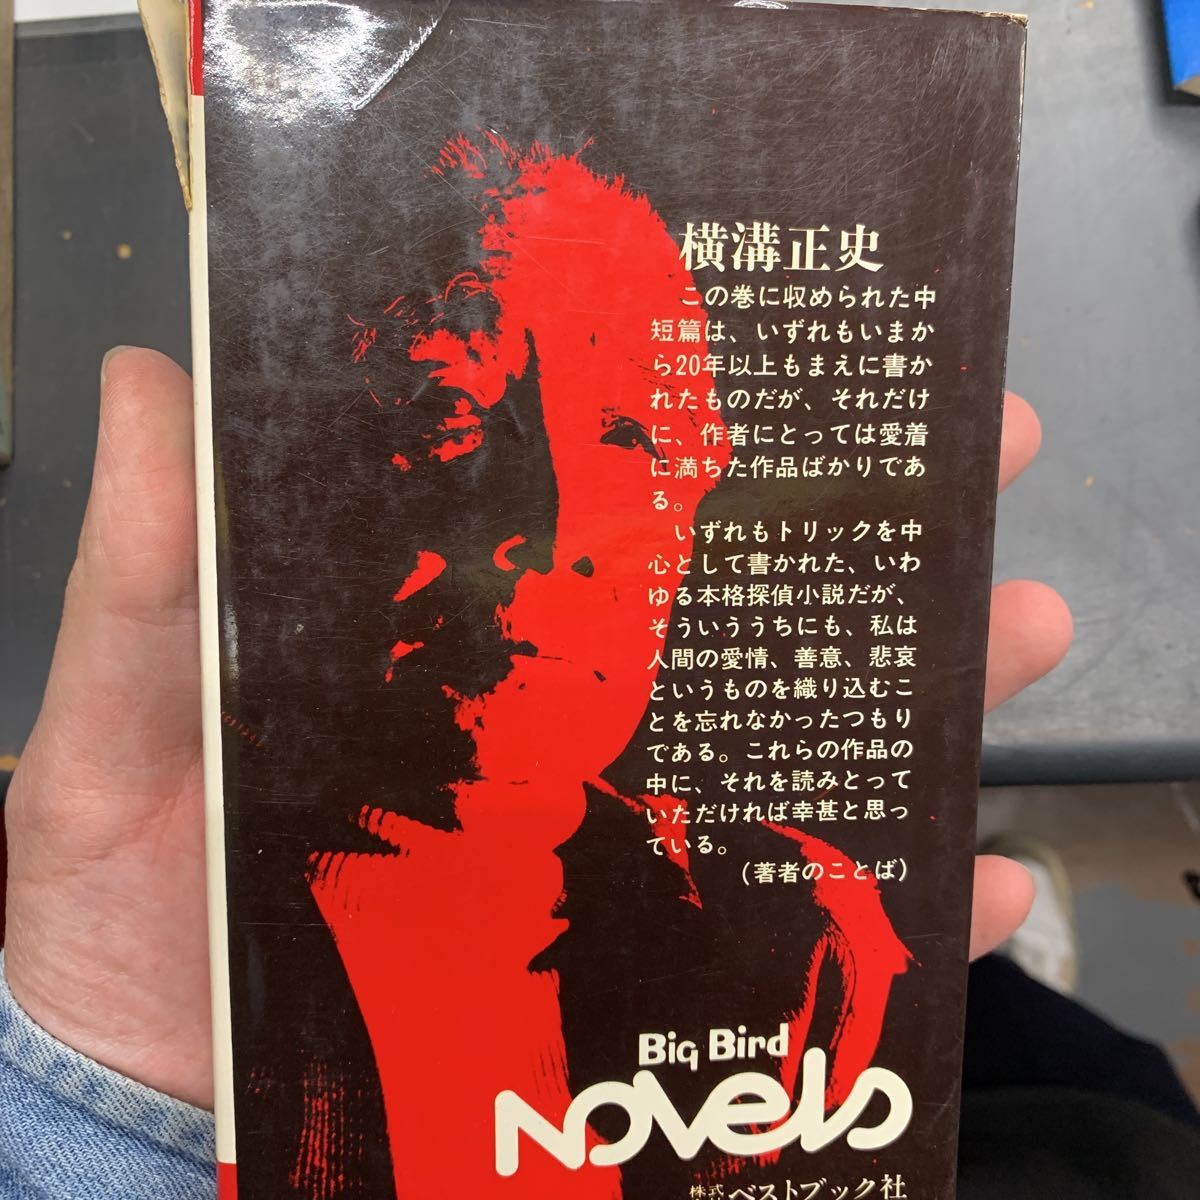 横溝正史
この巻に収められた中
短篇は、いずれもいまか
ら20年以上もまえに書か
れたものだが、それだけ
に、作者にとっては愛着
に満ちた作品ばかりであ
る。
いずれもトリックを中
心として書かれた、いわ
ゆる本格探偵小説だが、
そういううちにも、私は
人間の愛情、善意、悲哀
というものを織り込むこ
とを忘れなかったつもり
である。これらの作品の
中に、それを読みとって
いただければ幸甚と思っ
ている。
(著者のことば)
Big Bird
Novels
株式
ベストブック社